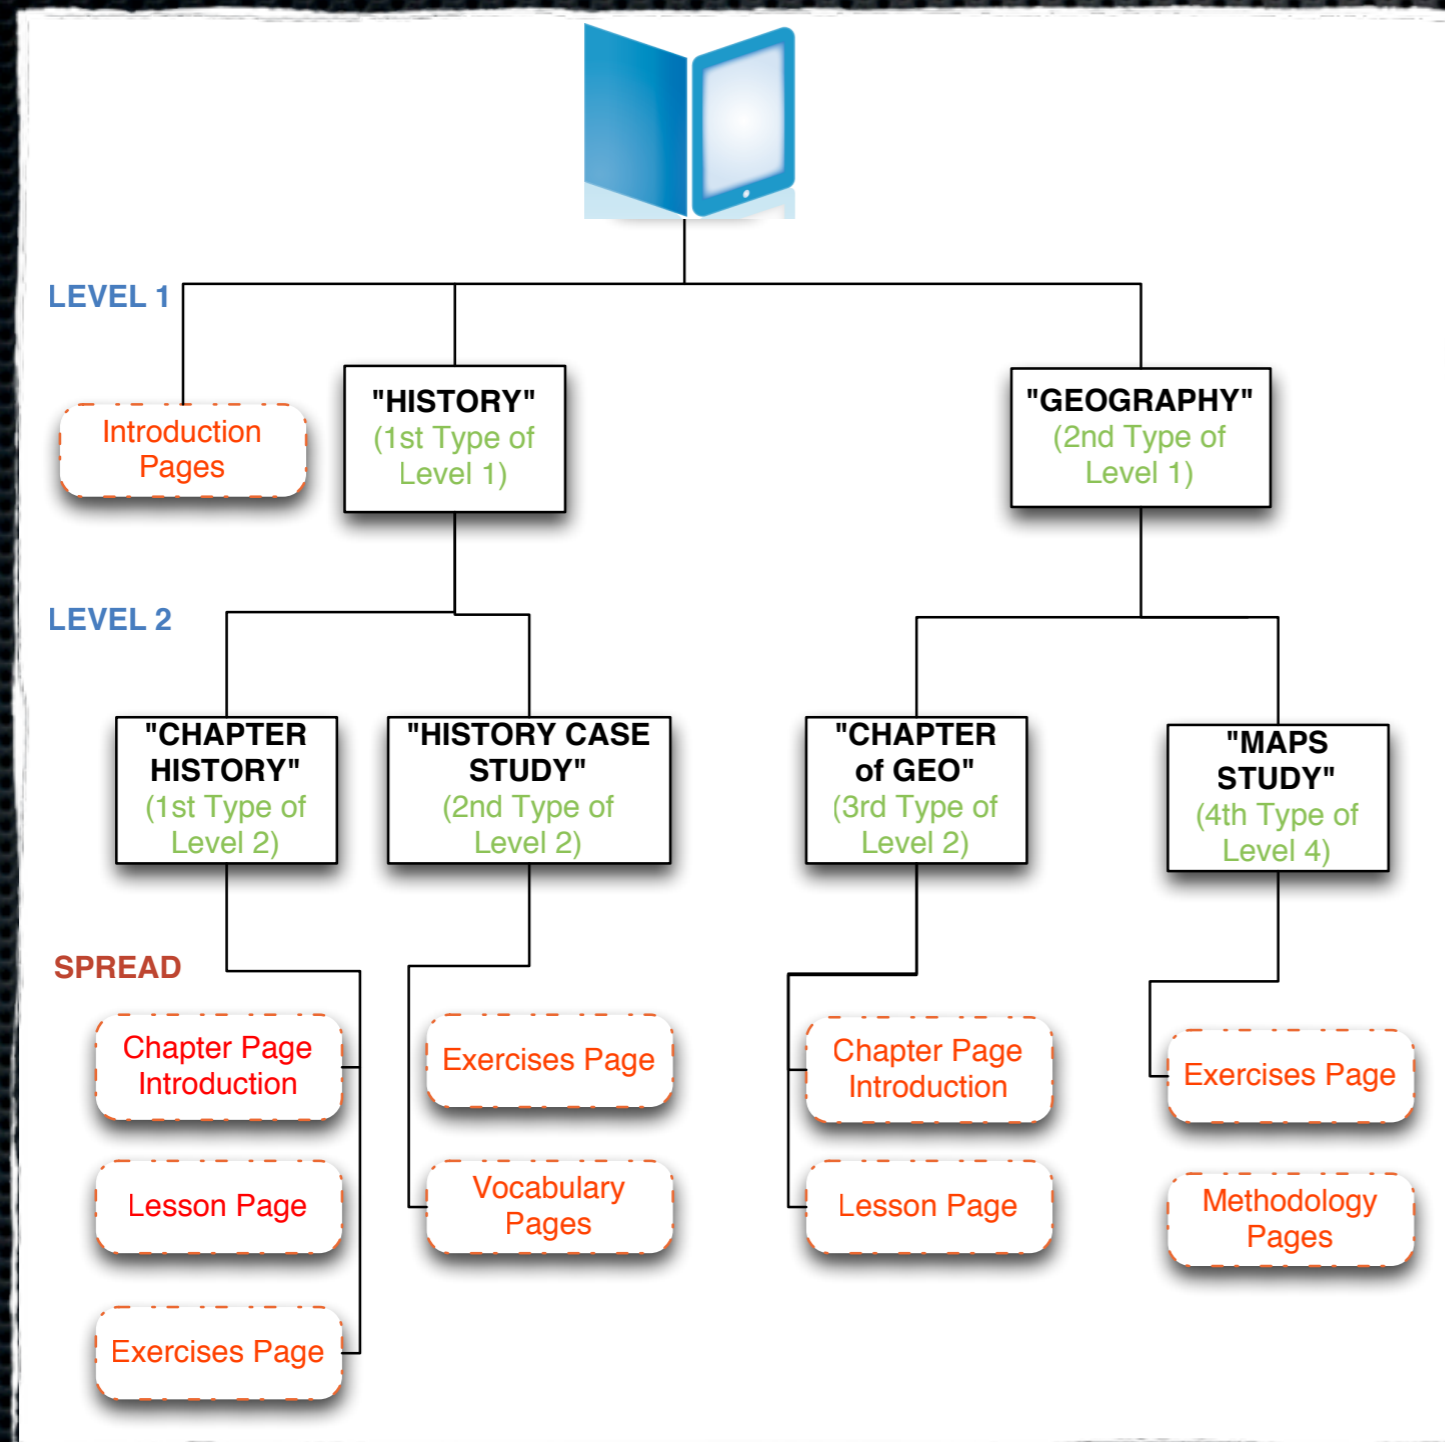 LEVEL 1
Introduction
Pages
"HISTORY"
(1st Type of
Level 1)
"GEOGRAPHY"
(2nd Type of
Level 1)
LEVEL 2
"CHAPTER
HISTORY"
(1st Type of
Level 2)
"HISTORY CASE
STUDY"
(2nd Type of
Level 2)
"CHAPTER
of GEO"
(3rd Type of
Level 2)
"MAPS
STUDY"
(4th Type of
Level 4)
SPREAD
Chapter Page
Introduction
Lesson Page
Exercises Page
Exercises Page
Vocabulary
Pages
Chapter Page
Introduction
Lesson Page
Exercises Page
Methodology
Pages